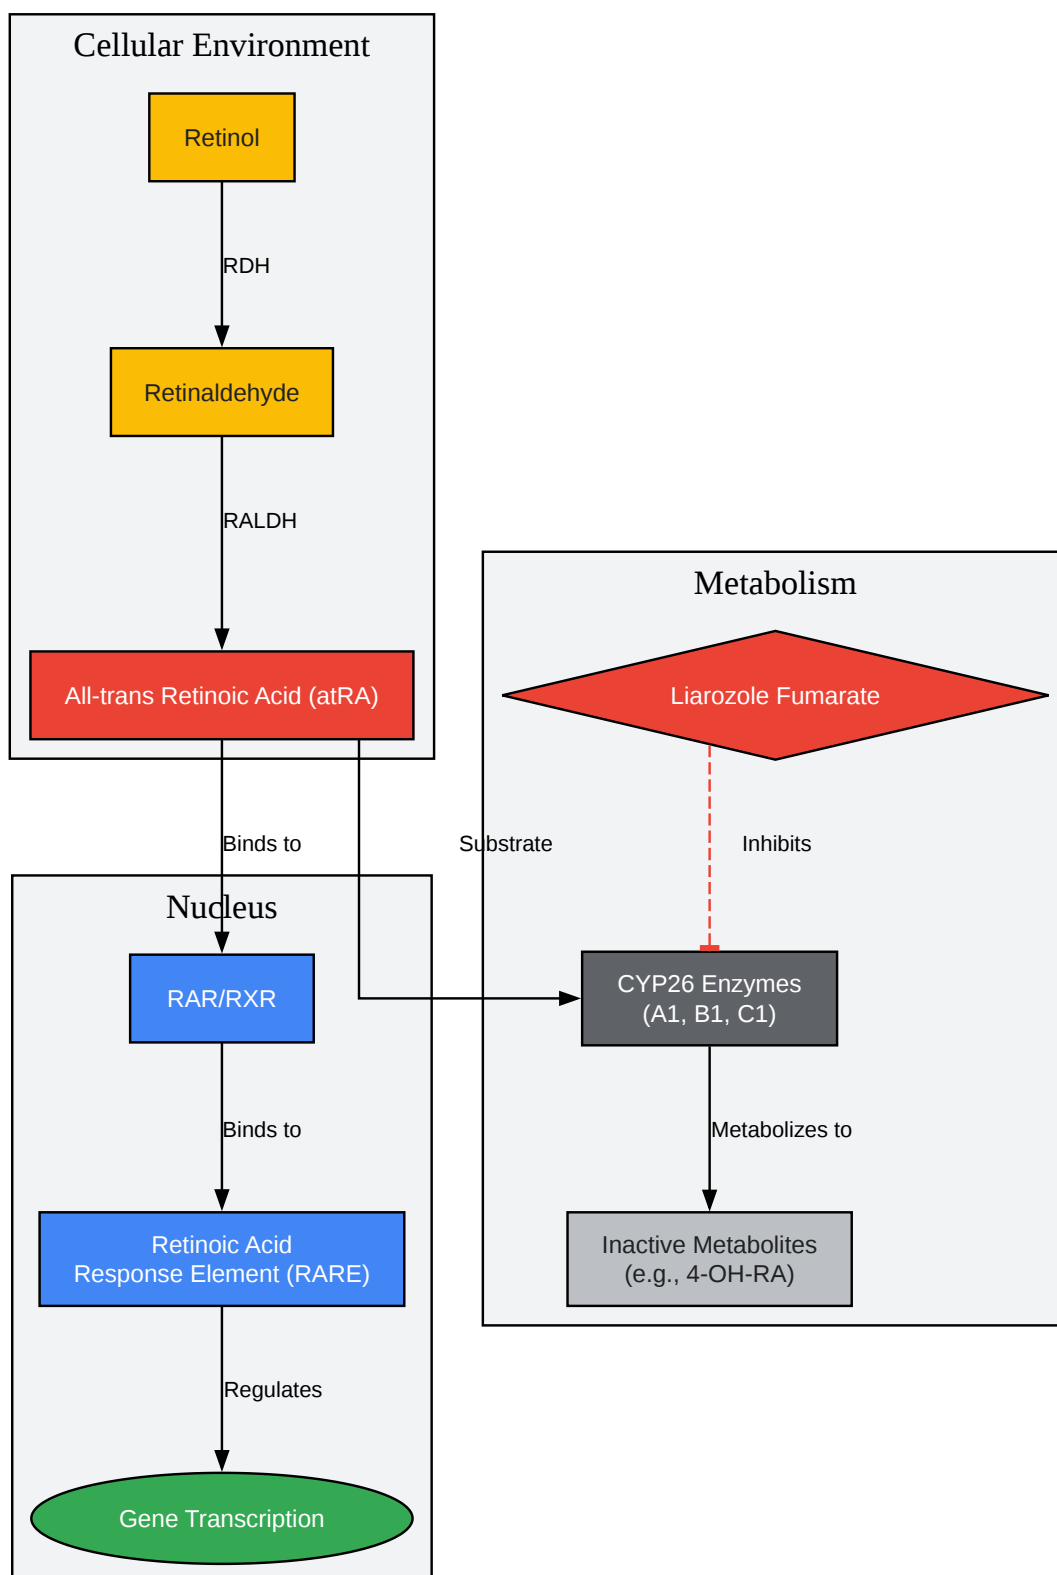 Cellular Environment
Retinol
RDH
Retinaldehyde
RALDH
All-trans Retinoic Acid (atRA)
Metabolism
Liarozole Fumarate
Binds to
Substrate
Inhibits
Nucleus
RAR/RXR
CYP26 Enzymes
(A1, B1, C1)
Binds to
Metabolizes to
Retinoic Acid
Response Element (RARE)
Inactive Metabolites
(e.g., 4-OH-RA)
Regulates
Gene Transcription